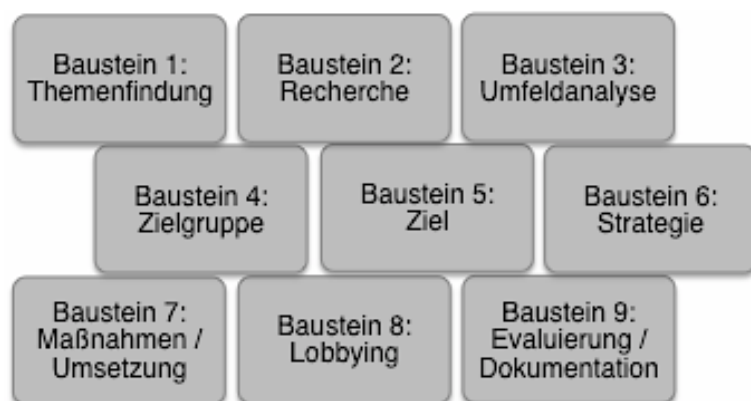 Baustein 1:
Themenfindung
Baustein 2:
Recherche
Baustein 3:
Umfeldanalyse
Baustein 4:
Zielgruppe
Baustein 5:
Ziel
Baustein 6:
Strategie
Baustein 7:
Maßnahmen /
Umsetzung
Baustein 8:
Lobbying
Baustein 9:
Evaluierung /
Dokumentation